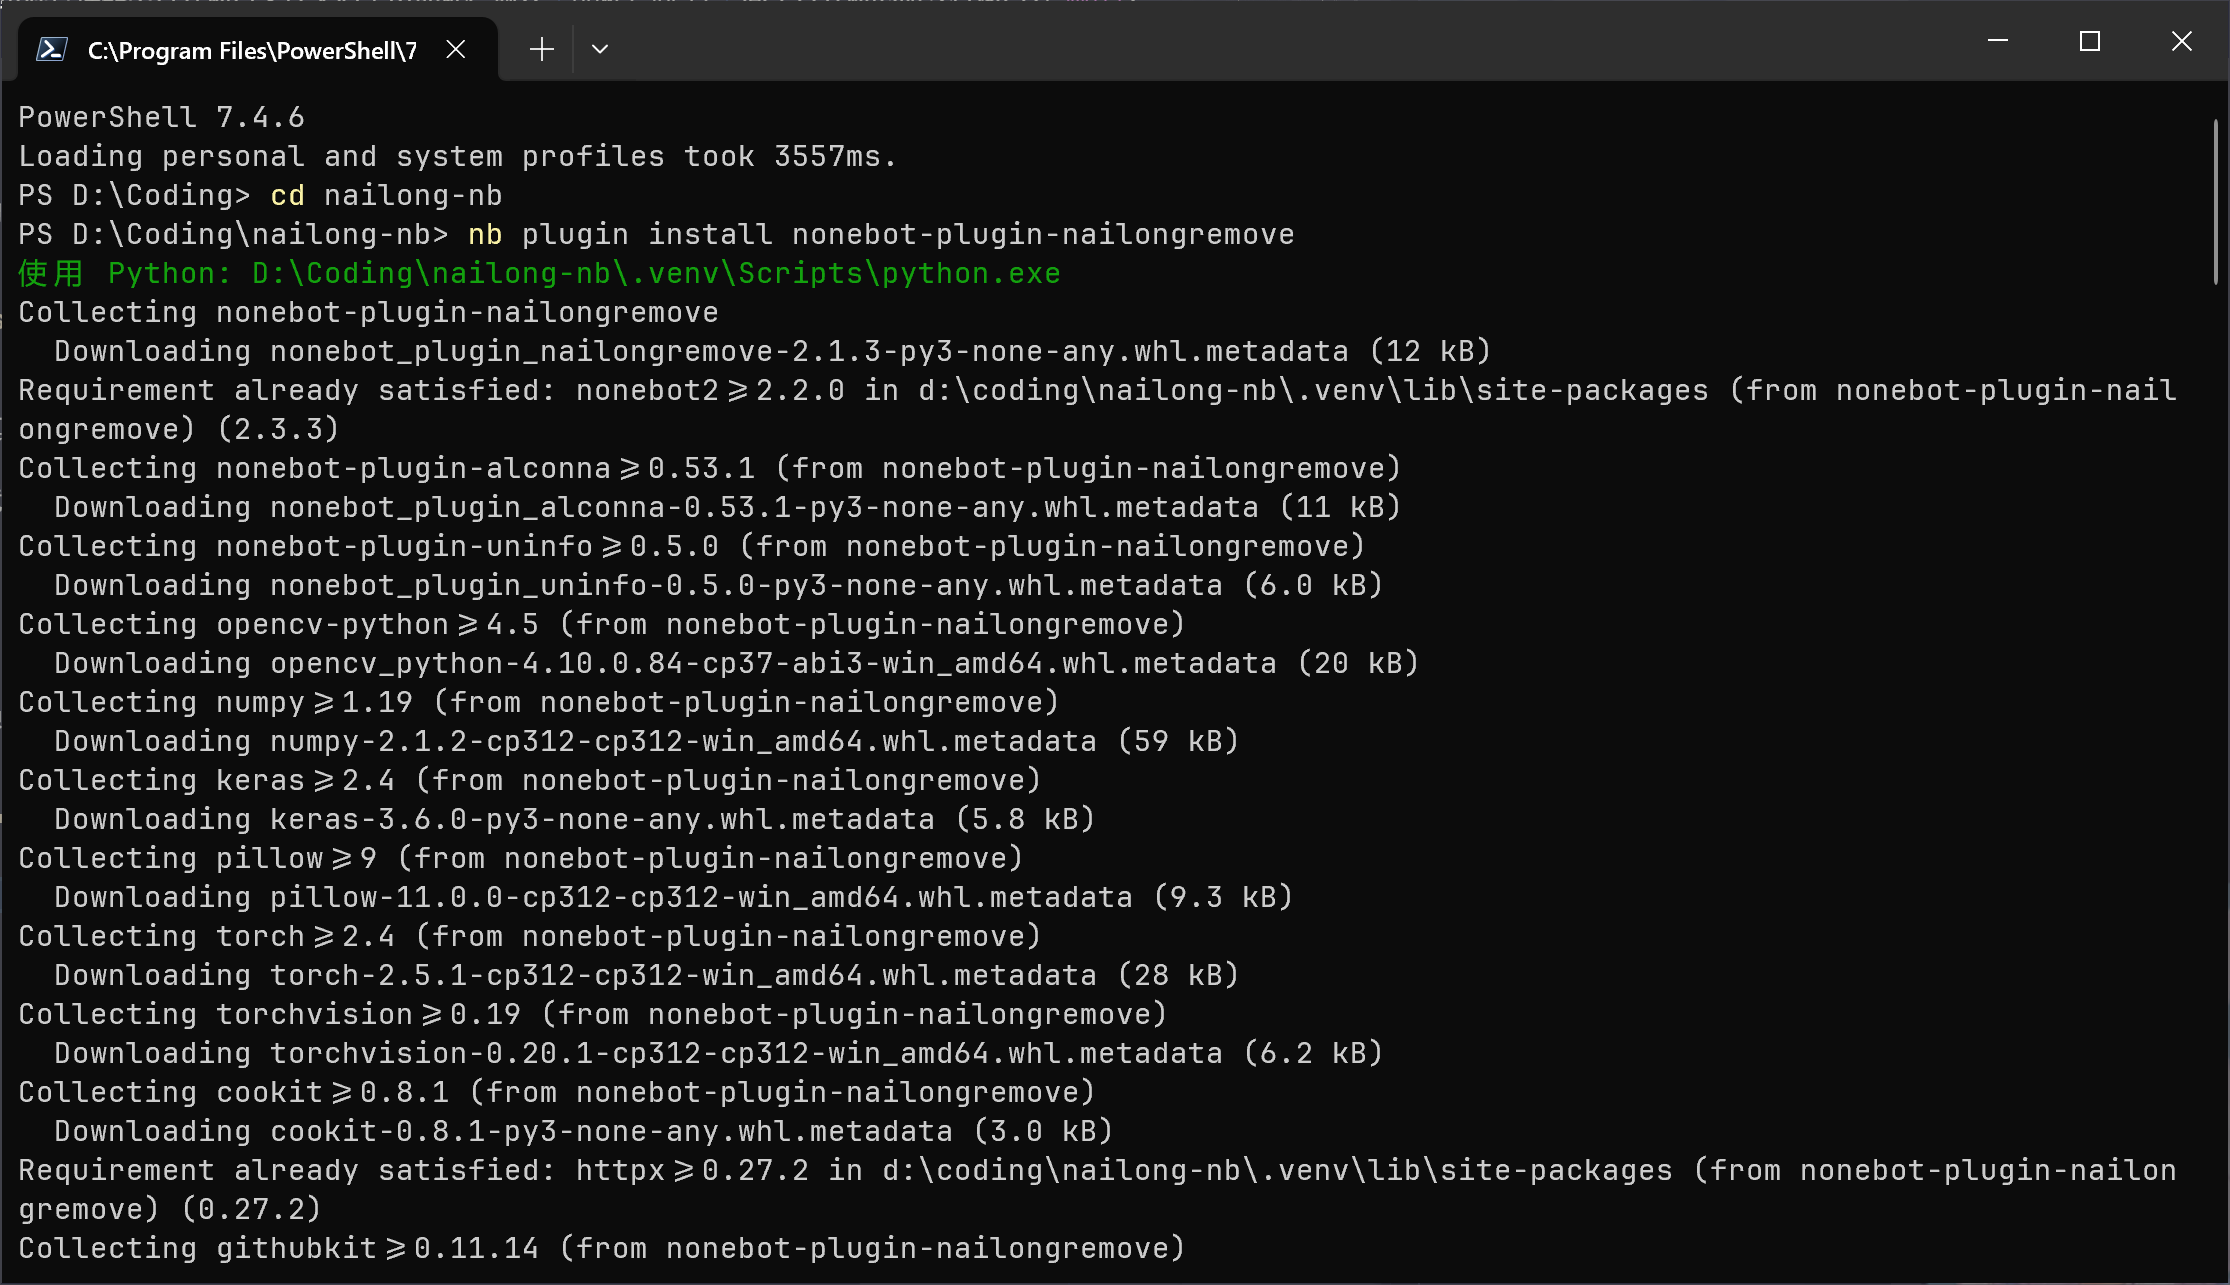 C:\Program Files\PowerShell\7
PowerShell 7.4.6
Loading personal and system profiles took 3557ms.
PS D:\Coding> cd nailong-nb
PS D:\Coding\nailong-nb> nb plugin install nonebot-plugin-nailongremove
使用 Python: D:\Coding\nailong-nb\.venv\Scripts\python.exe
Collecting nonebot-plugin-nailongremove
  Downloading nonebot_plugin_nailongremove-2.1.3-py3-none-any.whl.metadata (12 kB)
Requirement already satisfied: nonebot2>=2.2.0 in d:\coding\nailong-nb\.venv\lib\site-packages (from nonebot-plugin-nail
ongremove) (2.3.3)
Collecting nonebot-plugin-alconna>=0.53.1 (from nonebot-plugin-nailongremove)
  Downloading nonebot_plugin_alconna-0.53.1-py3-none-any.whl.metadata (11 kB)
Collecting nonebot-plugin-uninfo>=0.5.0 (from nonebot-plugin-nailongremove)
  Downloading nonebot_plugin_uninfo-0.5.0-py3-none-any.whl.metadata (6.0 kB)
Collecting opencv-python>=4.5 (from nonebot-plugin-nailongremove)
  Downloading opencv_python-4.10.0.84-cp37-abi3-win_amd64.whl.metadata (20 kB)
Collecting numpy>=1.19 (from nonebot-plugin-nailongremove)
  Downloading numpy-2.1.2-cp312-cp312-win_amd64.whl.metadata (59 kB)
Collecting keras>=2.4 (from nonebot-plugin-nailongremove)
  Downloading keras-3.6.0-py3-none-any.whl.metadata (5.8 kB)
Collecting pillow>=9 (from nonebot-plugin-nailongremove)
  Downloading pillow-11.0.0-cp312-cp312-win_amd64.whl.metadata (9.3 kB)
Collecting torch>=2.4 (from nonebot-plugin-nailongremove)
  Downloading torch-2.5.1-cp312-cp312-win_amd64.whl.metadata (28 kB)
Collecting torchvision>=0.19 (from nonebot-plugin-nailongremove)
  Downloading torchvision-0.20.1-cp312-cp312-win_amd64.whl.metadata (6.2 kB)
Collecting cookit>=0.8.1 (from nonebot-plugin-nailongremove)
  Downloading cookit-0.8.1-py3-none-any.whl.metadata (3.0 kB)
Requirement already satisfied: httpx>=0.27.2 in d:\coding\nailong-nb\.venv\lib\site-packages (from nonebot-plugin-nailon
gremove) (0.27.2)
Collecting githubkit>=0.11.14 (from nonebot-plugin-nailongremove)